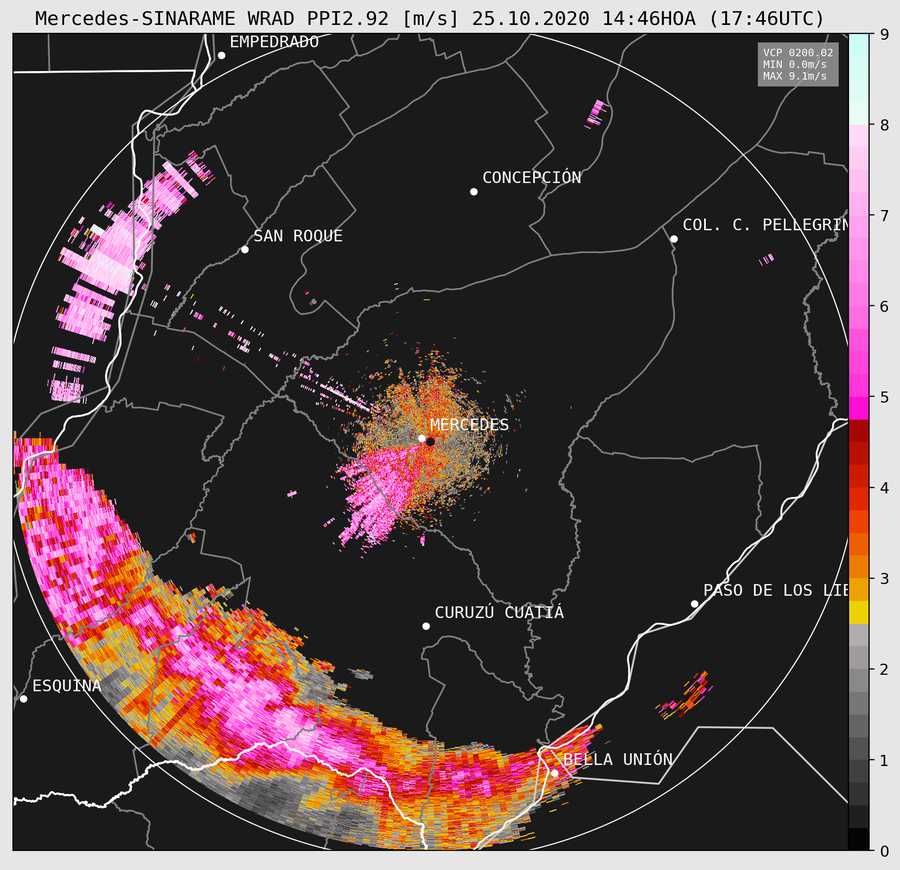 Mercedes-SINARAME WRAD PPI2.92 [m/s] 25.10.2020 14:46HOA (17:46UTC)
EMPEDRADO
VCP 0200.02
MIN 0.0m/s
MAX 9.1m/s
CONCEPCIÓN
SAN ROQUE
COL. C. PELLEGRIN
MERCEDES
PASO DE LOS LIB
CURUZÚ CUATIÁ
ESQUINA
BELLA UNIÓN
9
8
7
6
5
4
3
2
1
0